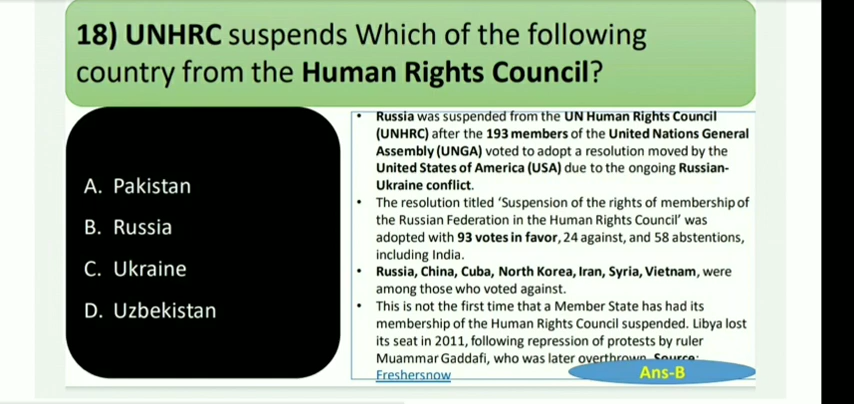 18) UNHRC suspends Which of the following
country from the Human Rights Council?
A. Pakistan
B. Russia
C. Ukraine
D. Uzbekistan
• Russia was suspended from the UN Human Rights Council
(UNHRC) after the 193 members of the United Nations General
Assembly (UNGA) voted to adopt a resolution moved by the
United States of America (USA) due to the ongoing Russian-
Ukraine conflict.
• The resolution titled ‘Suspension of the rights of membership of
the Russian Federation in the Human Rights Council’ was
adopted with 93 votes in favor, 24 against, and 58 abstentions,
including India.
• Russia, China, Cuba, North Korea, Iran, Syria, Vietnam, were
among those who voted against.
• This is not the first time that a Member State has had its
membership of the Human Rights Council suspended. Libya lost
its seat in 2011, following repression of protests by ruler
Muammar Gaddafi, who was later overthrown. Source:
Freshersnow
Ans-B